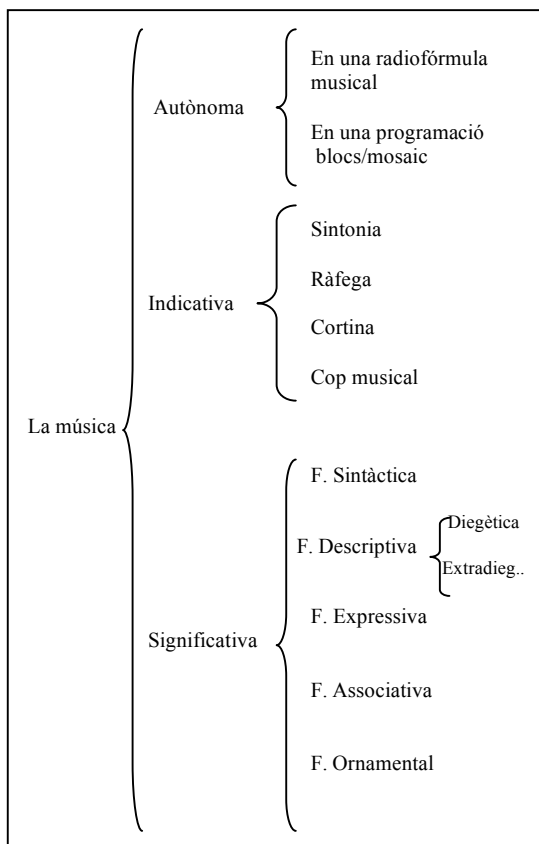 La música
Autònoma
En una radiofórmula
musical
En una programació
blocs/mosaic
Indicativa
Sintonia
Ràfega
Cortina
Cop musical
Significativa
F. Sintàctica
F. Descriptiva
Diegètica
Extradieg..
F. Expressiva
F. Associativa
F. Ornamental